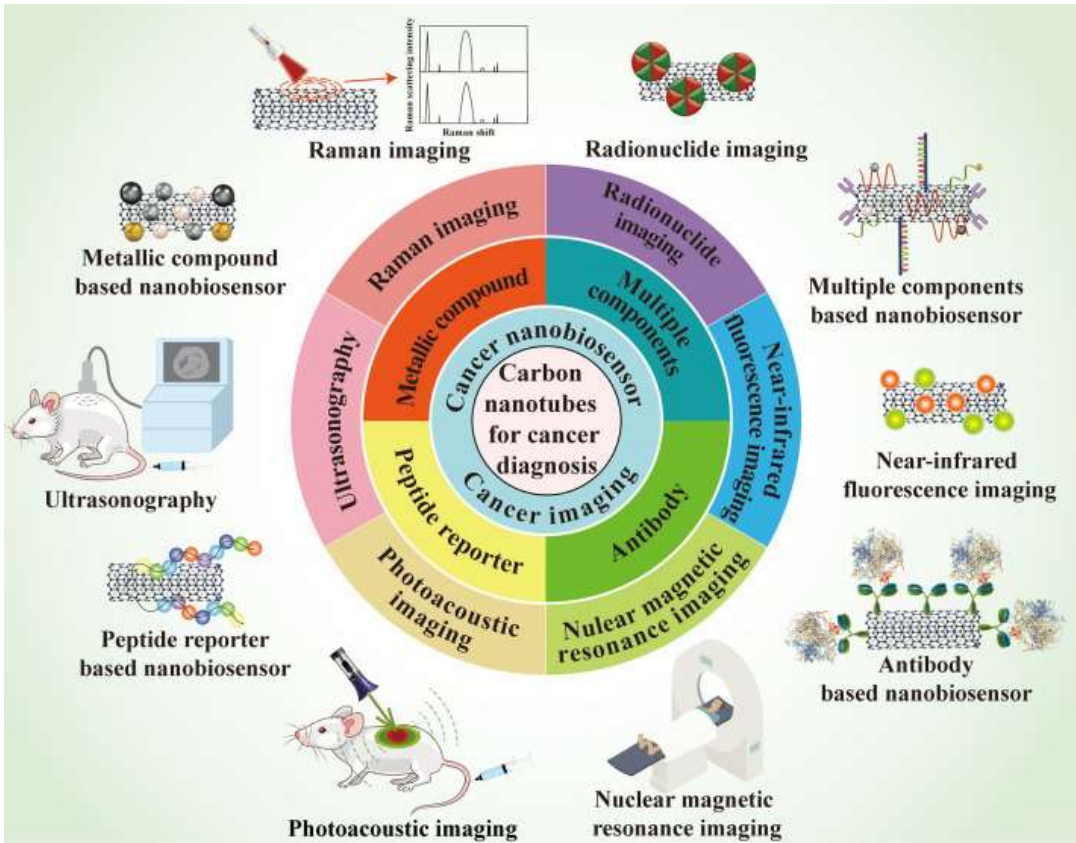 Raman scattering intensity
Raman shift
Raman imaging
Radionuclide imaging
Metallic compound
based nanobiosensor
Multiple components
based nanobiosensor
Ultrasonography
Near-infrared
fluorescence imaging
Peptide reporter
based nanobiosensor
Antibody
based nanobiosensor
Photoacoustic imaging
Nuclear magnetic
resonance imaging
Raman imaging
Radionuclide
imaging
Near-infrared
fluorescence imaging
Nulear magnetic
resonance imaging
Photoacoustic
imaging
Ultrasonography
Metallic compound
Multiple
components
Antibody
Peptide reporter
Cancer nanobiosensor
Cancer imaging
Carbon
nanotubes
for cancer
diagnosis